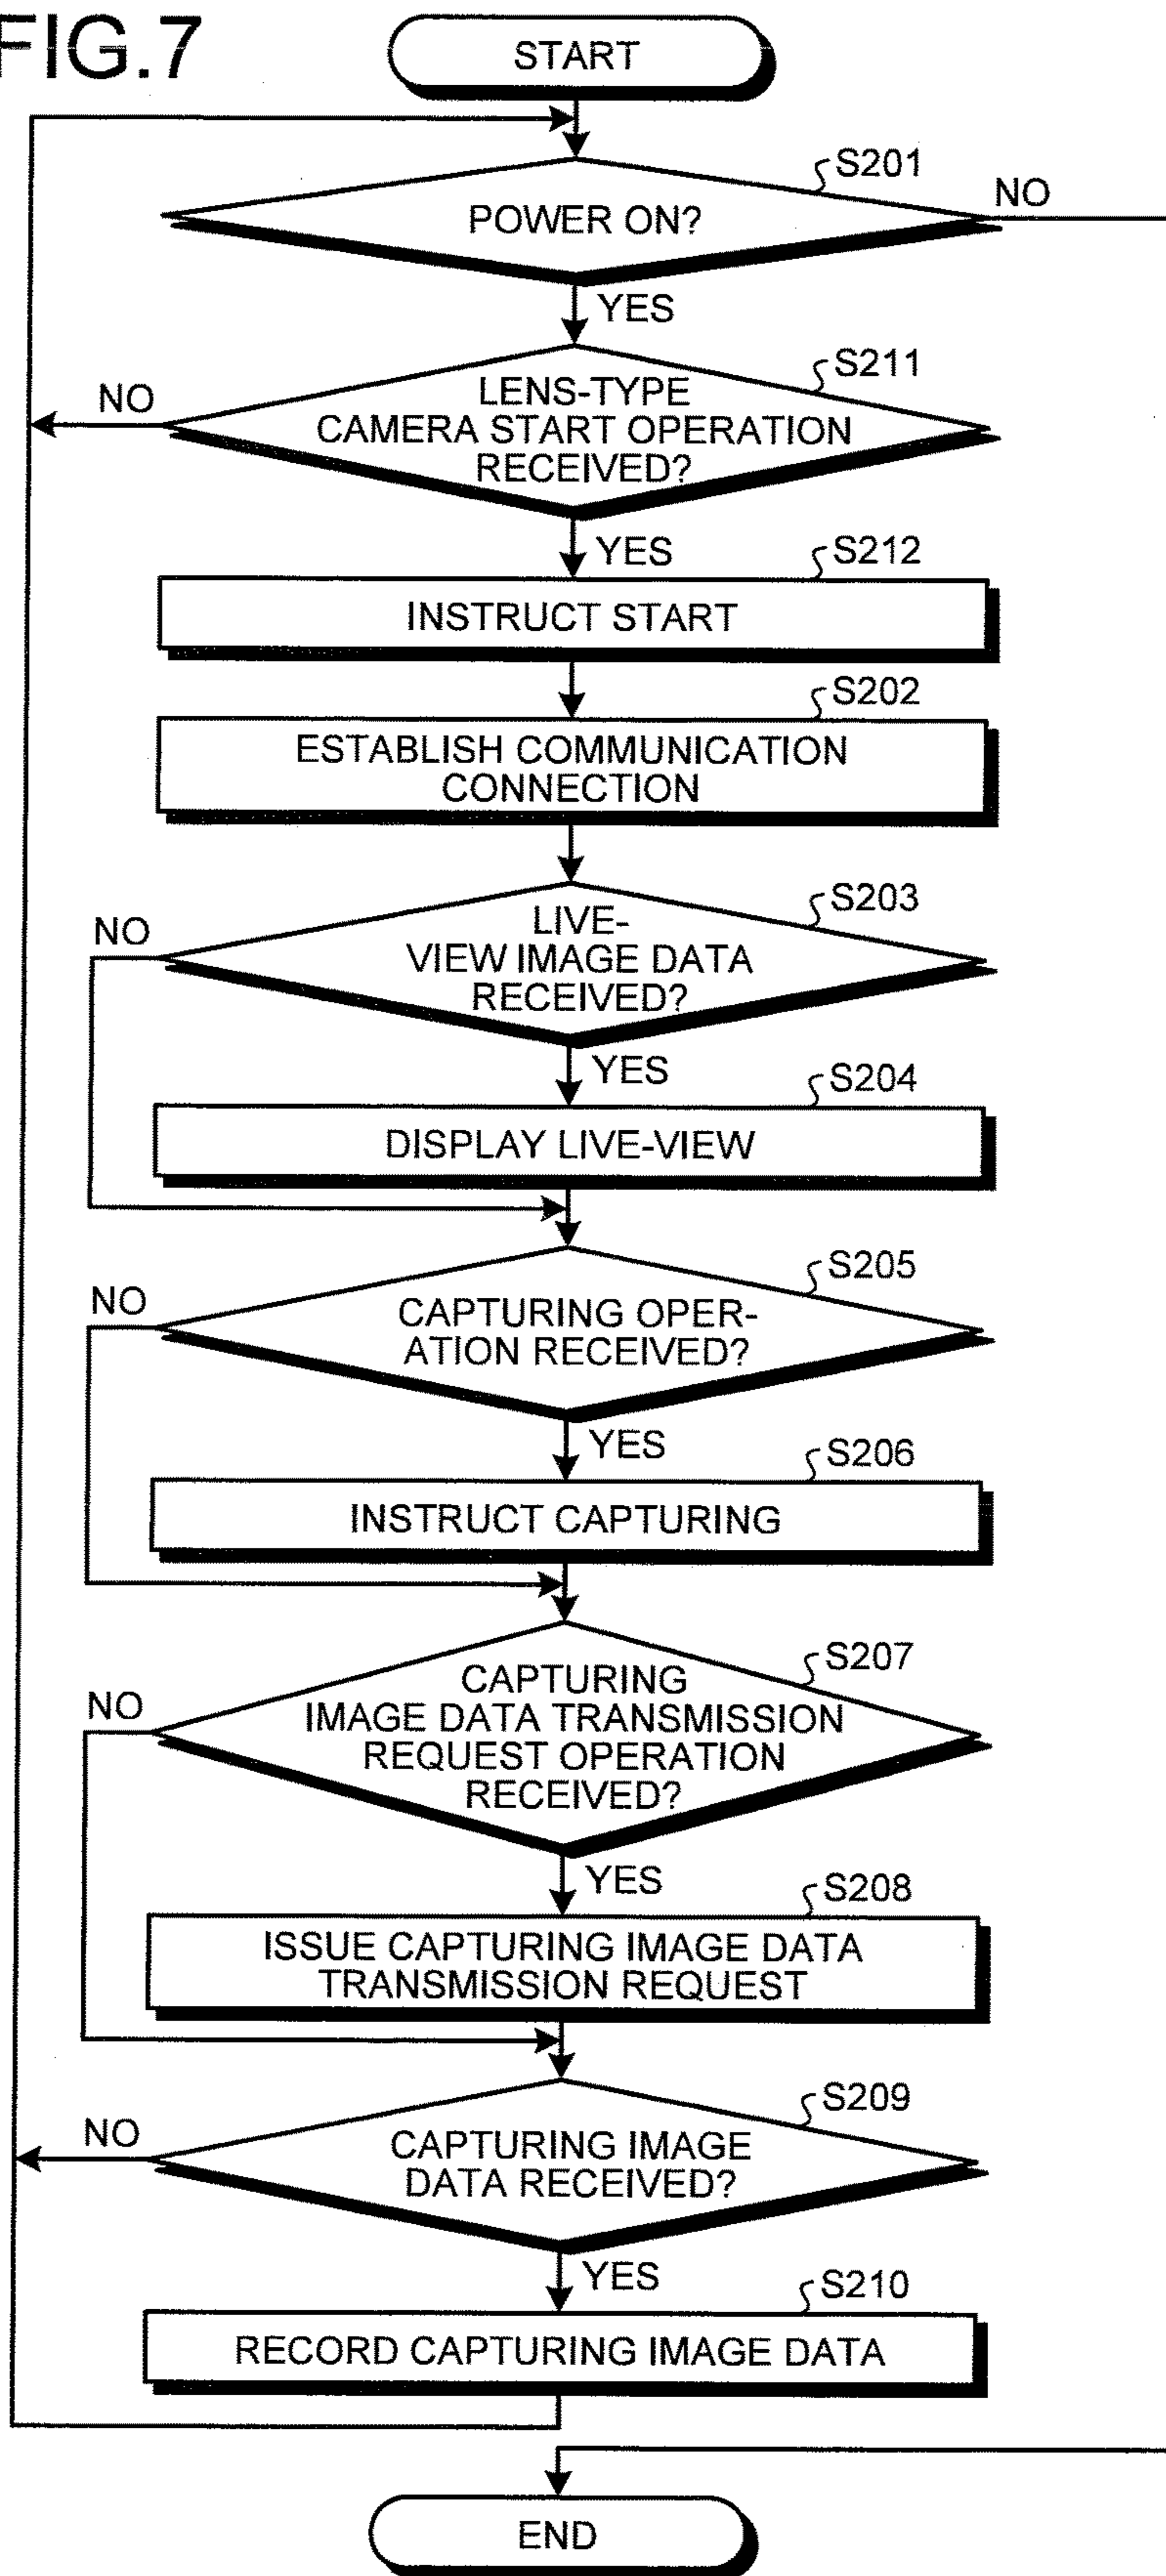 FIG.7
START
S201
NO
POWER ON?
YES
S211
NO
LENS-TYPE
CAMERA START OPERATION
RECEIVED?
YES
S212
INSTRUCT START
S202
ESTABLISH COMMUNICATION
CONNECTION
S203
NO
LIVE-
VIEW IMAGE DATA
RECEIVED?
YES
S204
DISPLAY LIVE-VIEW
S205
NO
CAPTURING OPER-
ATION RECEIVED?
YES
S206
INSTRUCT CAPTURING
S207
NO
CAPTURING
IMAGE DATA TRANSMISSION
REQUEST OPERATION
RECEIVED?
YES
S208
ISSUE CAPTURING IMAGE DATA
TRANSMISSION REQUEST
S209
NO
CAPTURING IMAGE
DATA RECEIVED?
YES
S210
RECORD CAPTURING IMAGE DATA
END